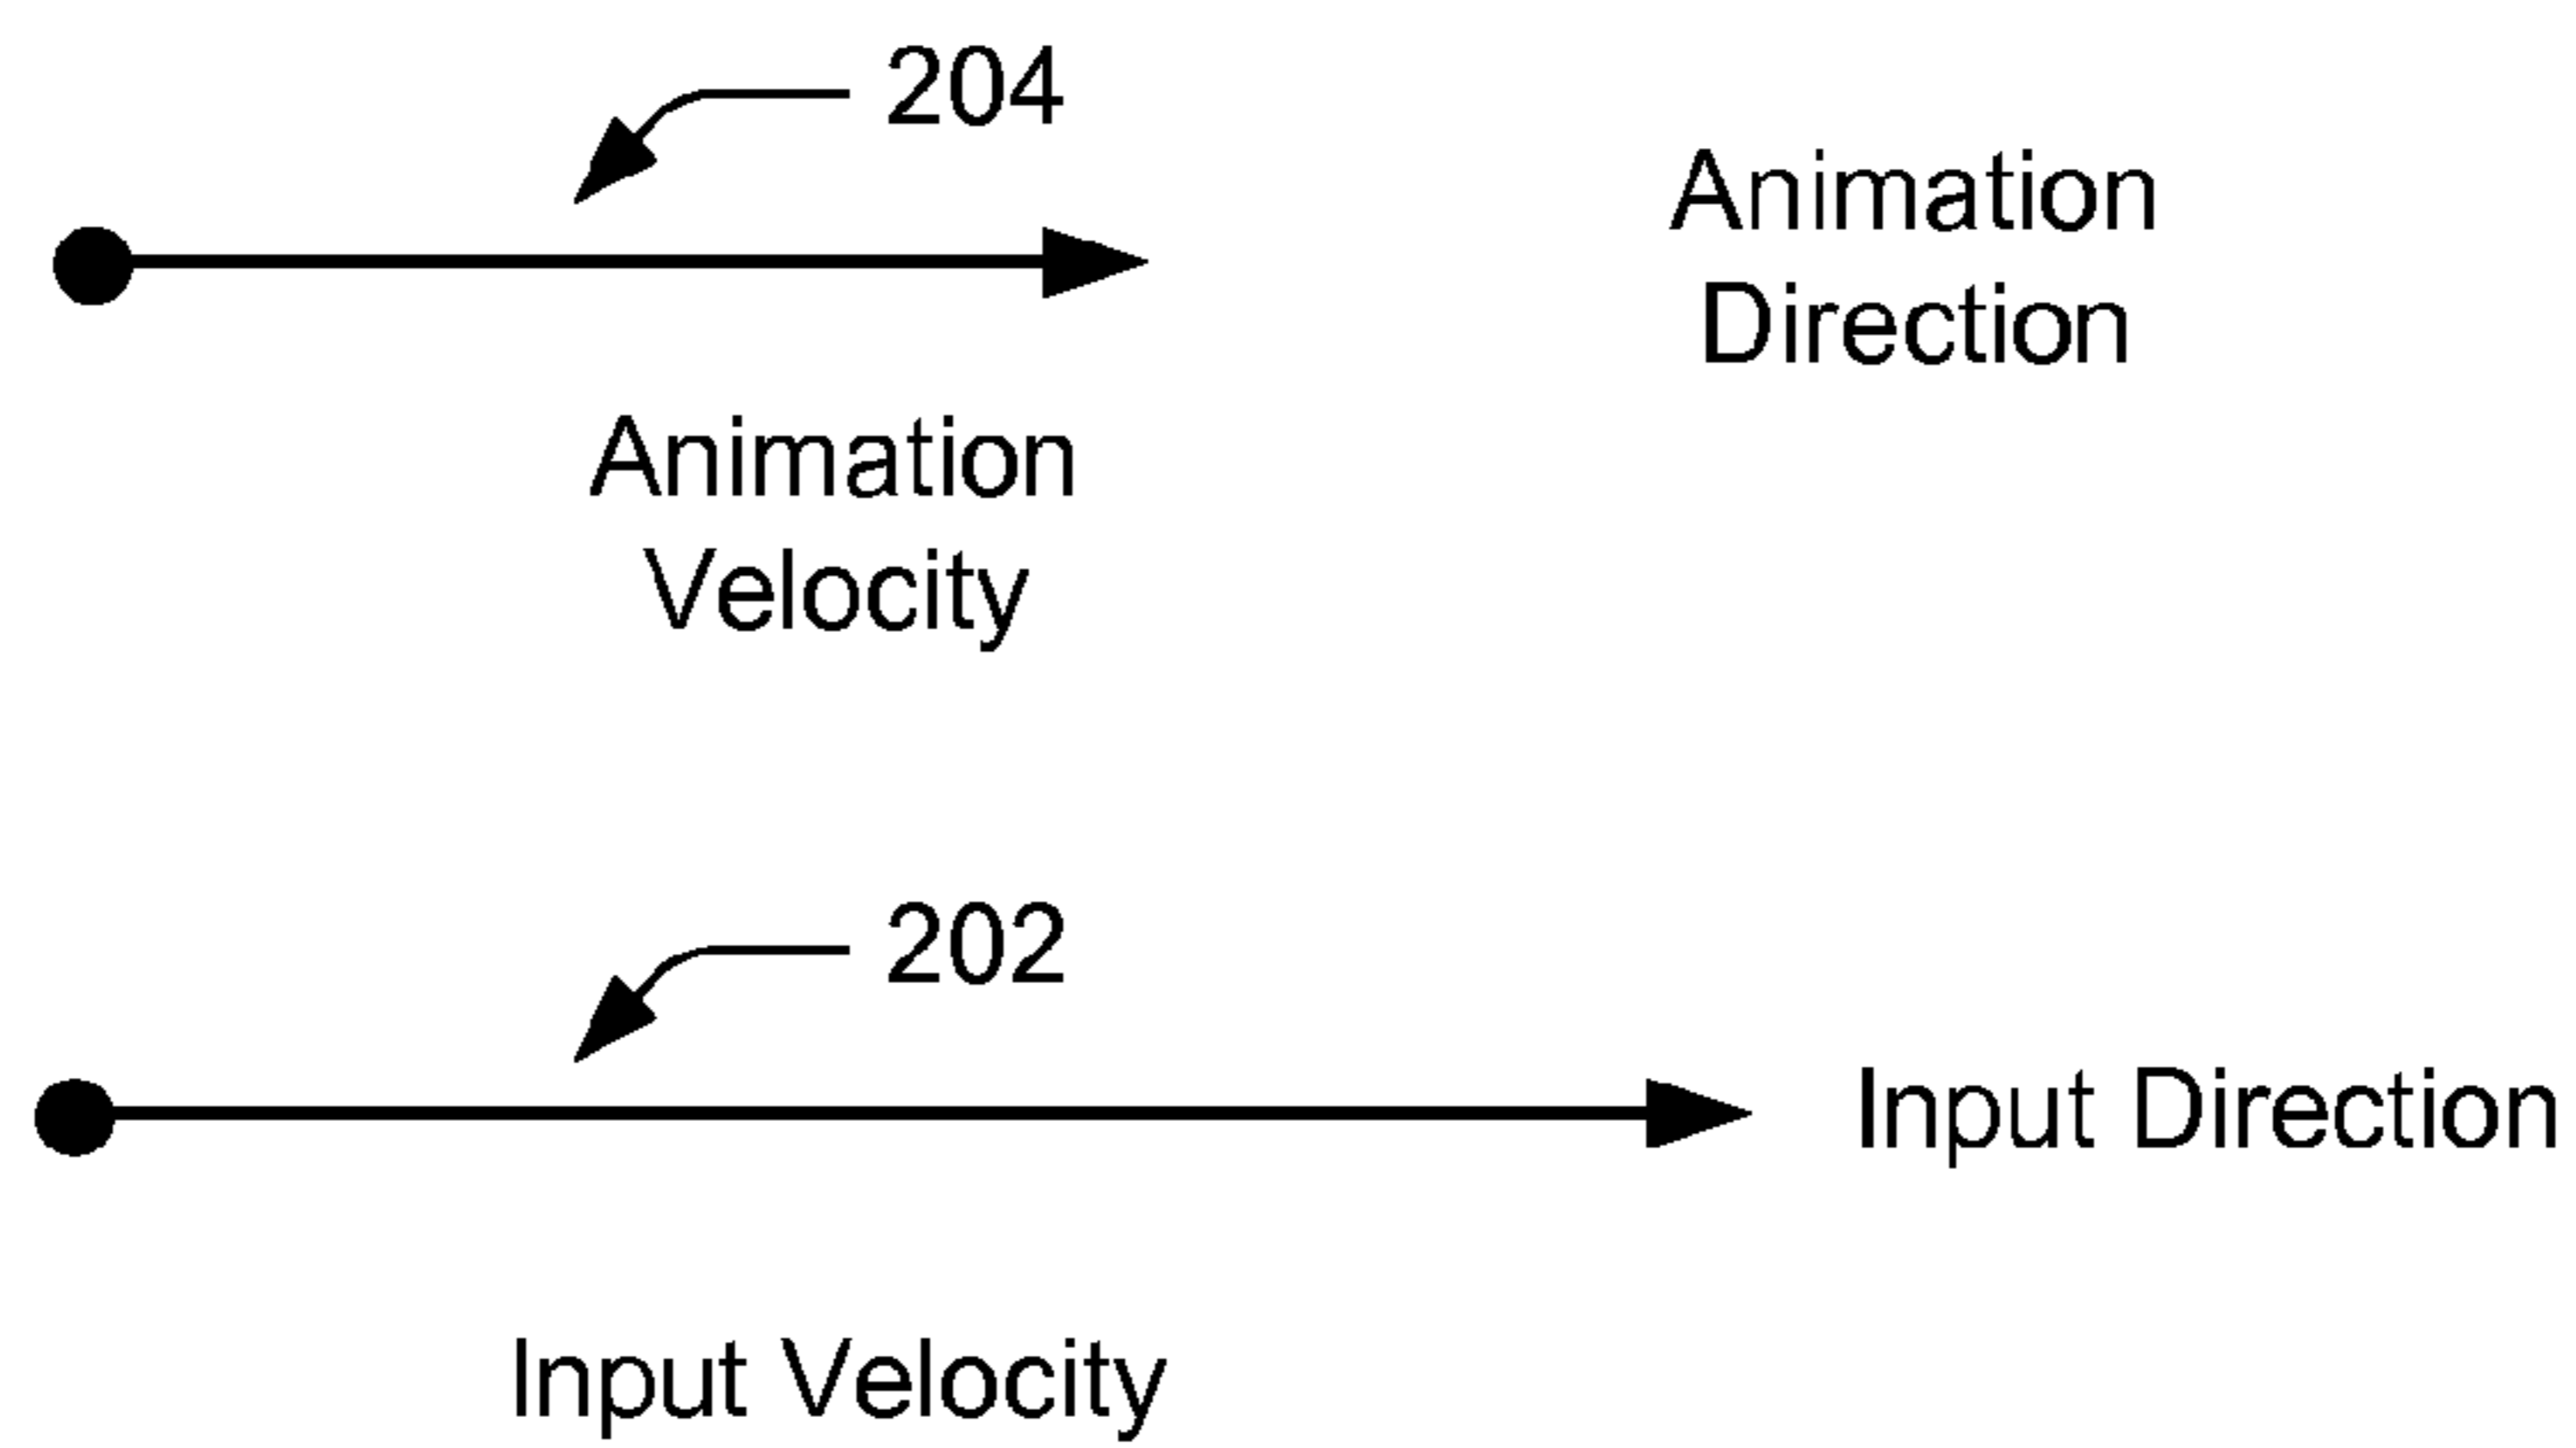 204
Animation
Direction
Animation
Velocity
202
Input Direction
Input Velocity